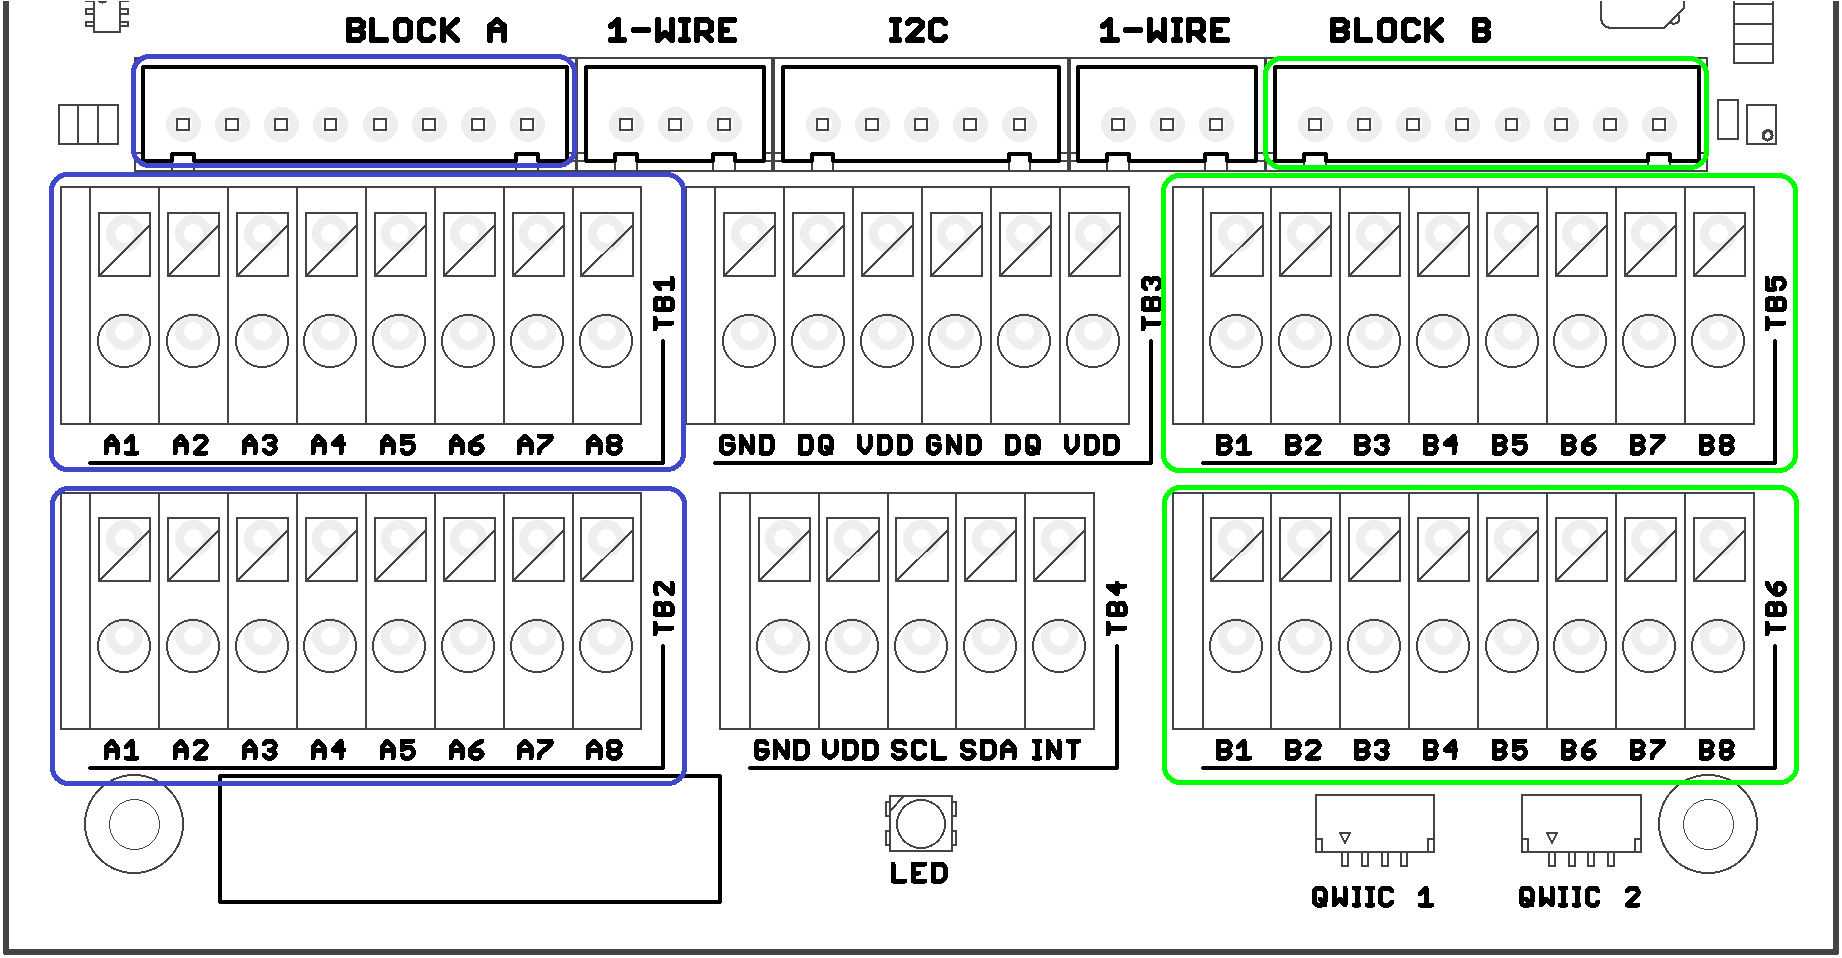 BLOCK A 1-WIRE I2C 1-WIRE BLOCK B
TB1 TB3 TB5
A1 A2 A3 A4 A5 A6 A7 A8 GND DQ VDD GND DQ VDD B1 B2 B3 B4 B5 B6 B7 B8
TB2 TB4 TB6
A1 A2 A3 A4 A5 A6 A7 A8 GND VDD SCL SDA INT B1 B2 B3 B4 B5 B6 B7 B8
LED
QWIIC 1 QWIIC 2